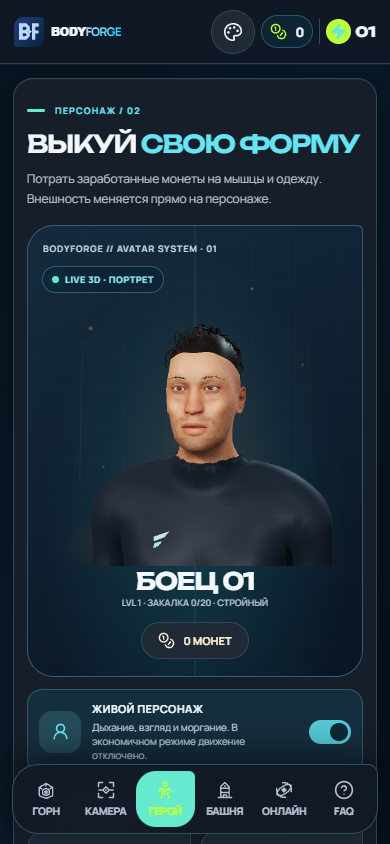 BF BODYFORGE
0
01
ПЕРСОНАЖ / 02
ВЫКУЙ СВОЮ ФОРМУ
Потрать заработанные монеты на мышцы и одежду.
Внешность меняется прямо на персонаже.
BODYFORGE // AVATAR SYSTEM · 01
LIVE 3D · ПОРТРЕТ
БОЕЦ 01
LVL 1 · ЗАКАЛКА 0/20 · СТРОЙНЫЙ
0 МОНЕТ
ЖИВОЙ ПЕРСОНАЖ
Дыхание, взгляд и моргание. В
экономичном режиме движение
отключено.
ГОРН
КАМЕРА
ГЕРОЙ
БАШНЯ
ОНЛАЙН
FAQ